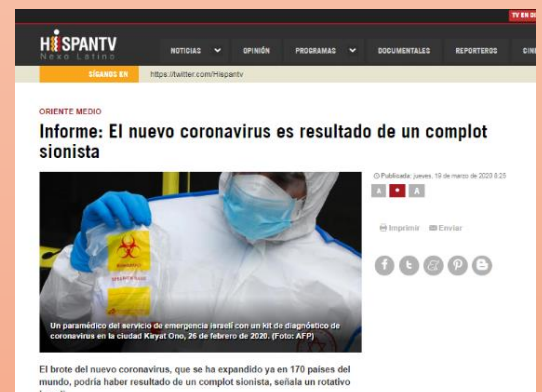 TV EN DI
HISPANTV
Nexo Latino
NOTICIAS OPINIÓN PROGRAMAS DOCUMENTALES REPORTEROS CINE
SÍGANOS EN https://twitter.com/Hispantv
ORIENTE MEDIO
Informe: El nuevo coronavirus es resultado de un complot
sionista
Publicada: jueves, 19 de marzo de 2020 8:25
A A
Imprimir Enviar
Un paramédico del servicio de emergencia israelí con un kit de diagnóstico de
coronavirus en la ciudad Kiryat Ono, 26 de febrero de 2020. (Foto: AFP)
El brote del nuevo coronavirus, que se ha expandido ya en 170 países del
mundo, podría haber resultado de un complot sionista, señala un rotativo